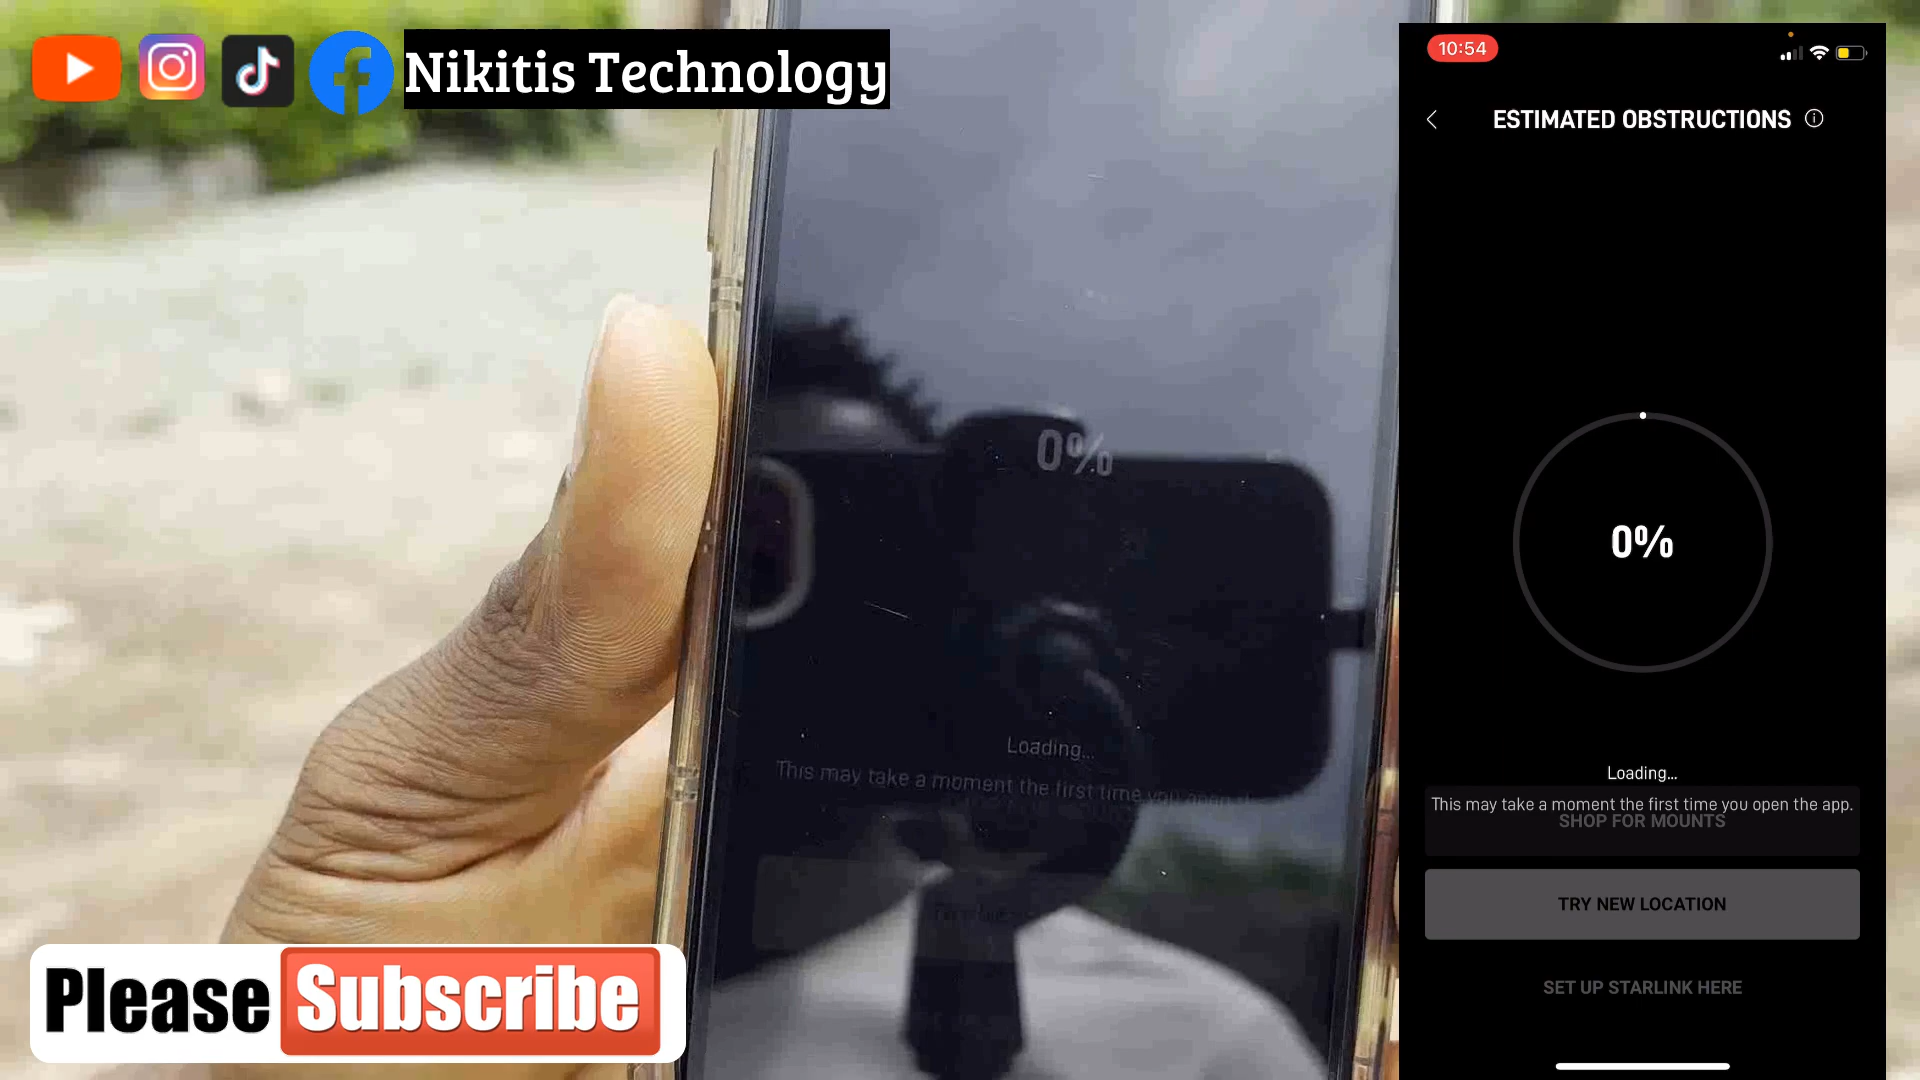 Nikitis Technology
0%
Loading...
This may take a moment the first time you open
Please Subscribe
10:54
ESTIMATED OBSTRUCTIONS
0%
Loading...
This may take a moment the first time you open the app.
SHOP FOR MOUNTS
TRY NEW LOCATION
SET UP STARLINK HERE